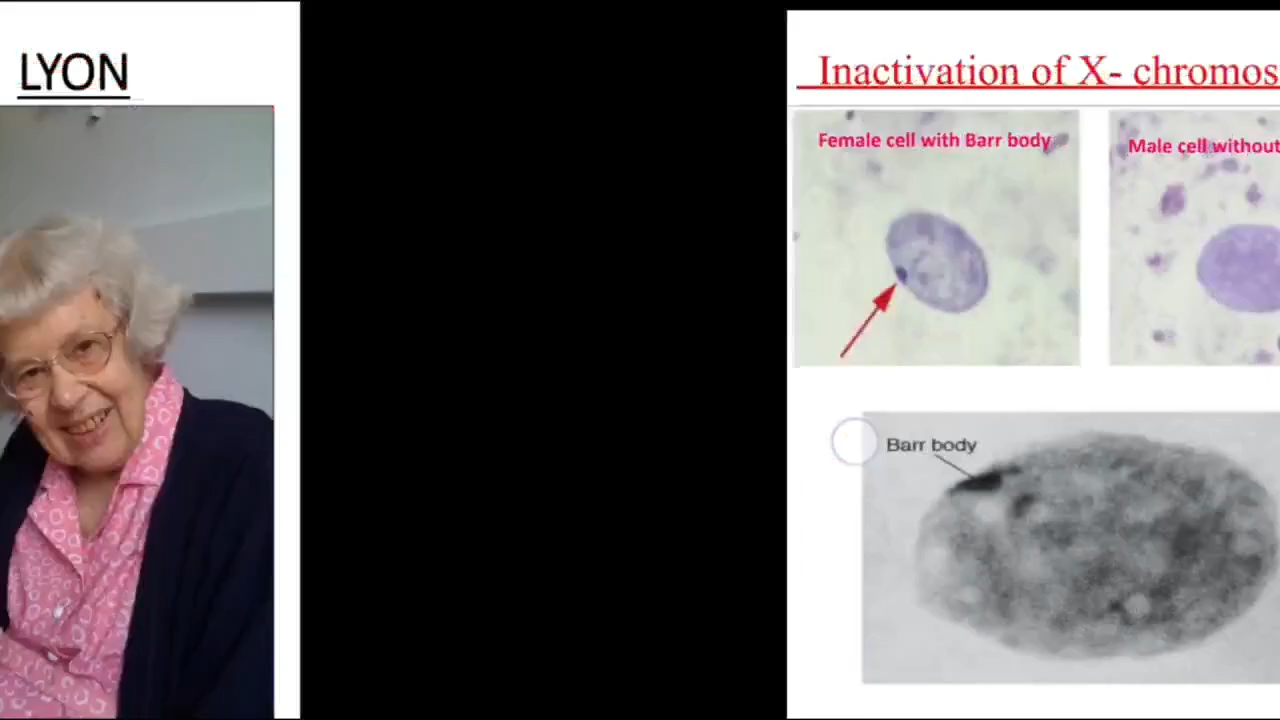 LYON
Inactivation of X- chromos
Female cell with Barr body
Male cell without
Barr body